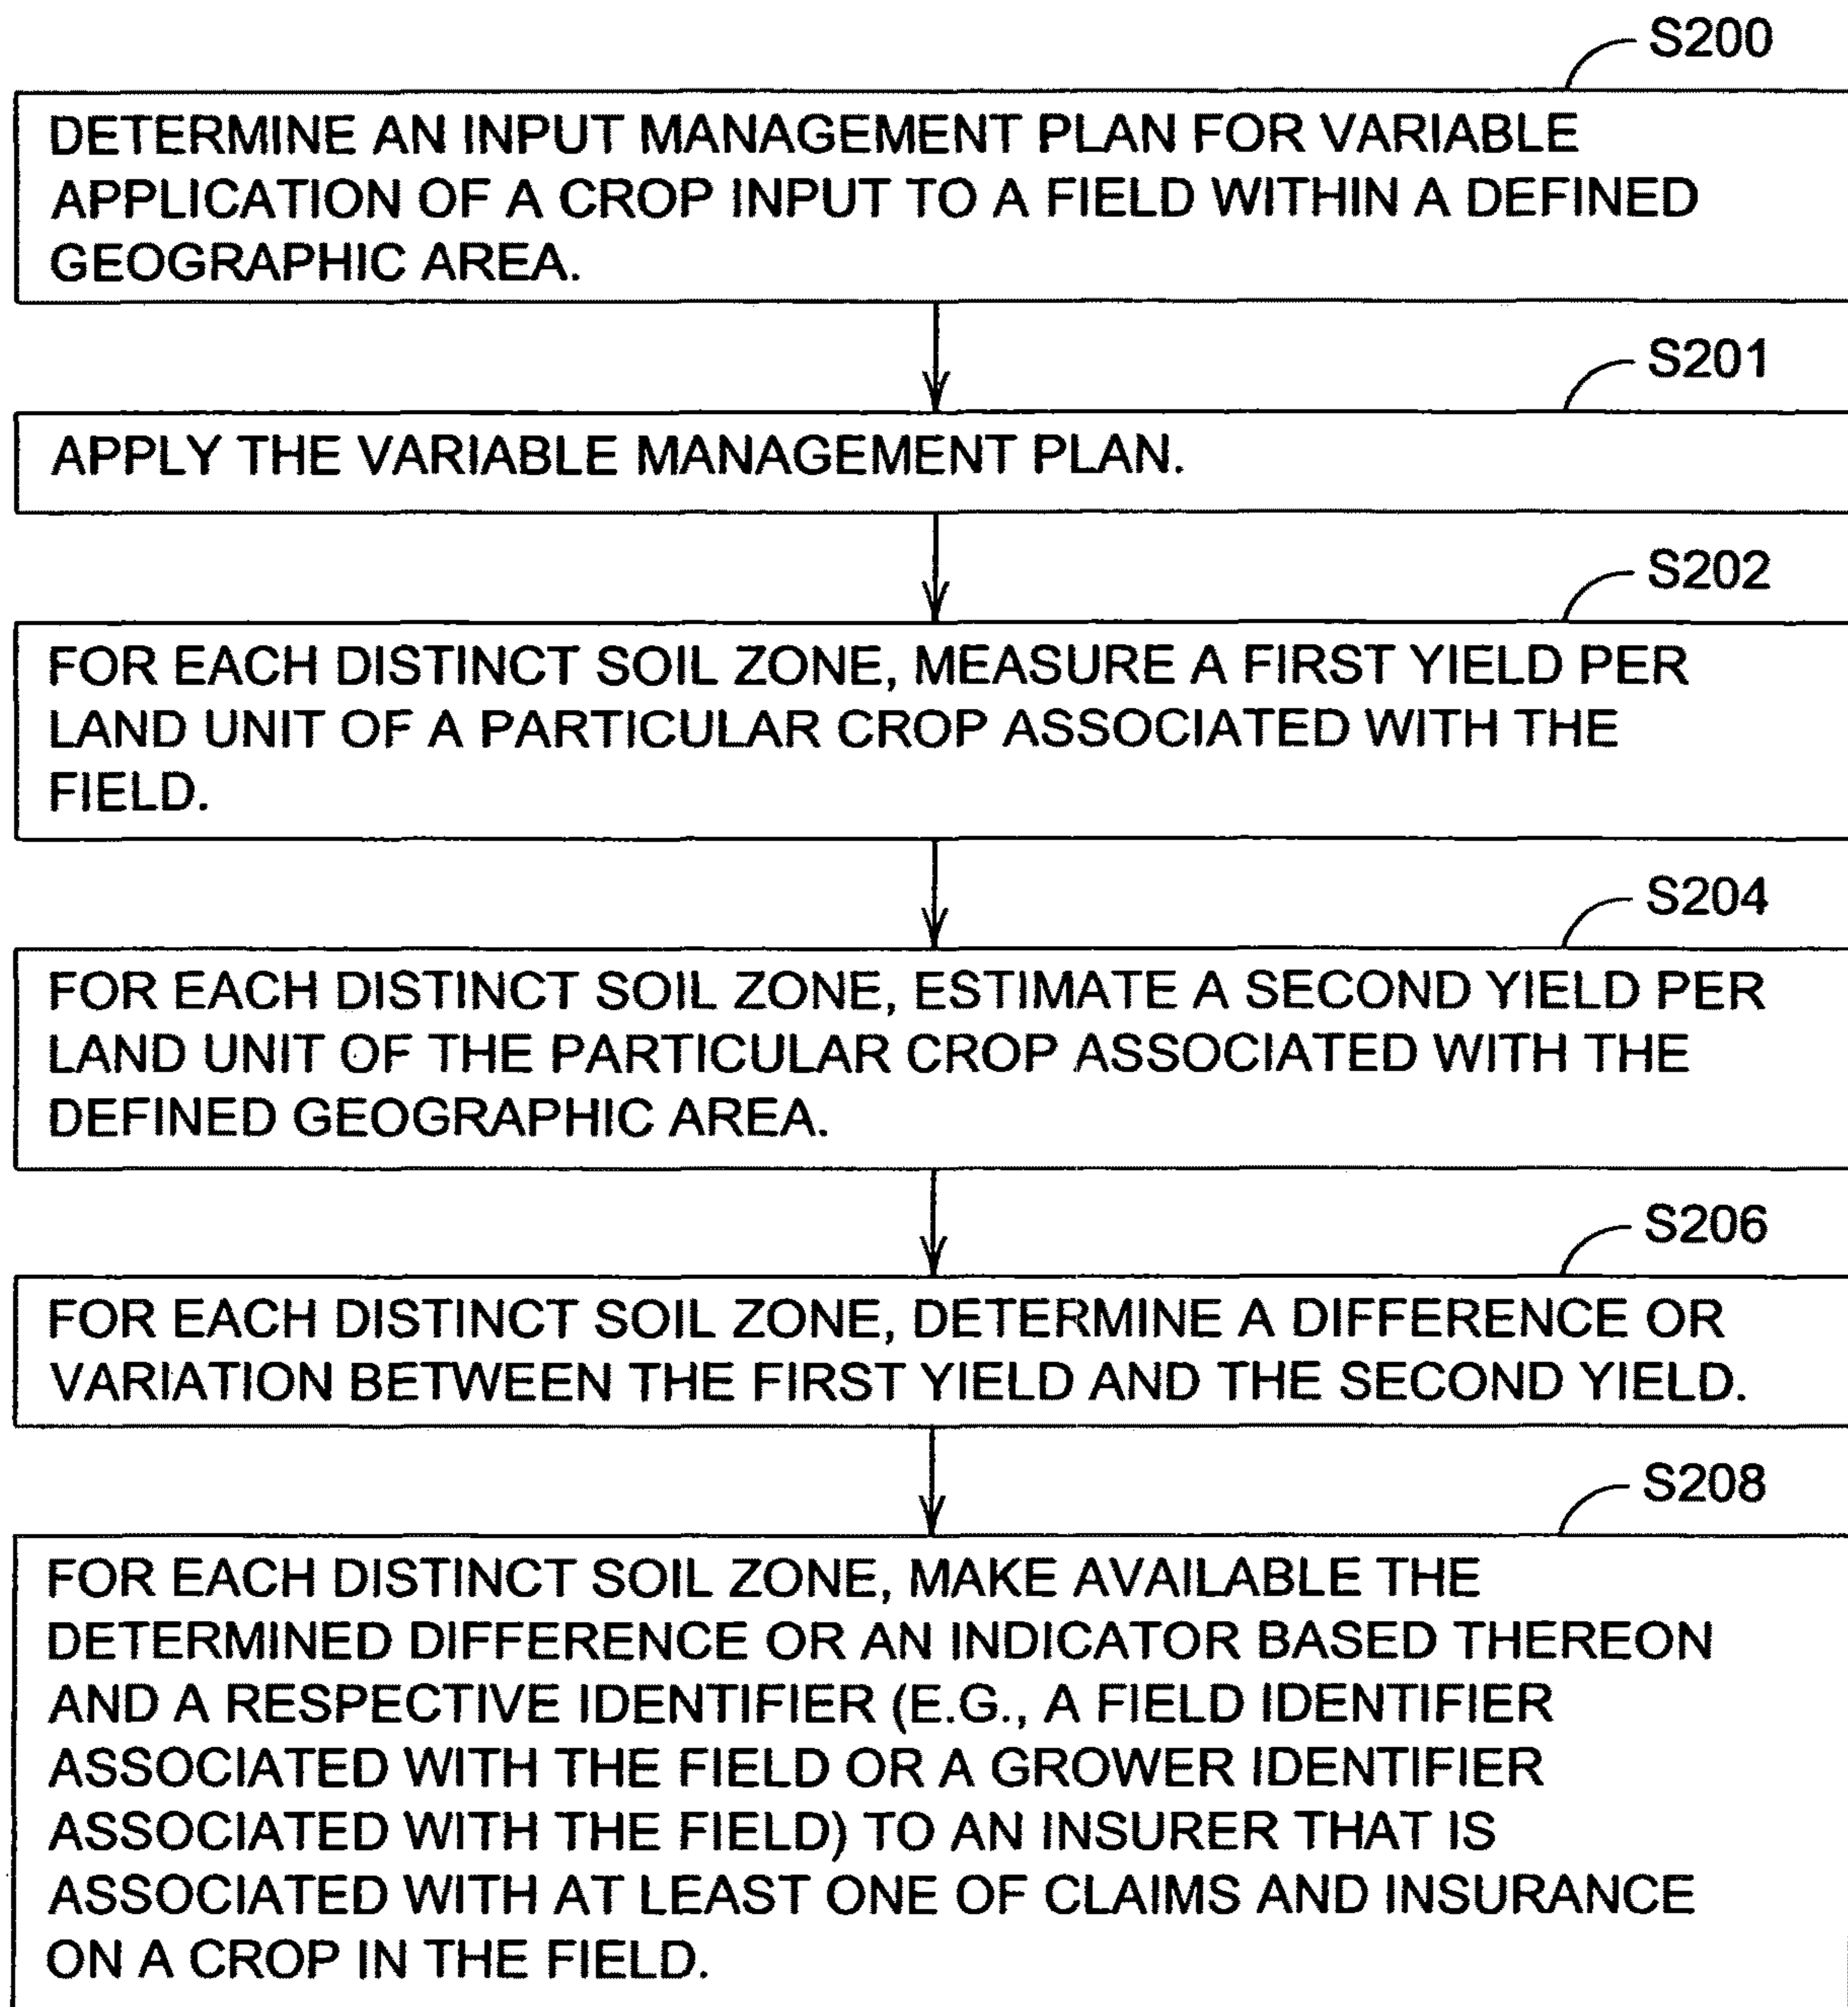 S200
DETERMINE AN INPUT MANAGEMENT PLAN FOR VARIABLE
APPLICATION OF A CROP INPUT TO A FIELD WITHIN A DEFINED
GEOGRAPHIC AREA.
S201
APPLY THE VARIABLE MANAGEMENT PLAN.
S202
FOR EACH DISTINCT SOIL ZONE, MEASURE A FIRST YIELD PER
LAND UNIT OF A PARTICULAR CROP ASSOCIATED WITH THE
FIELD.
S204
FOR EACH DISTINCT SOIL ZONE, ESTIMATE A SECOND YIELD PER
LAND UNIT OF THE PARTICULAR CROP ASSOCIATED WITH THE
DEFINED GEOGRAPHIC AREA.
S206
FOR EACH DISTINCT SOIL ZONE, DETERMINE A DIFFERENCE OR
VARIATION BETWEEN THE FIRST YIELD AND THE SECOND YIELD.
S208
FOR EACH DISTINCT SOIL ZONE, MAKE AVAILABLE THE
DETERMINED DIFFERENCE OR AN INDICATOR BASED THEREON
AND A RESPECTIVE IDENTIFIER (E.G., A FIELD IDENTIFIER
ASSOCIATED WITH THE FIELD OR A GROWER IDENTIFIER
ASSOCIATED WITH THE FIELD) TO AN INSURER THAT IS
ASSOCIATED WITH AT LEAST ONE OF CLAIMS AND INSURANCE
ON A CROP IN THE FIELD.